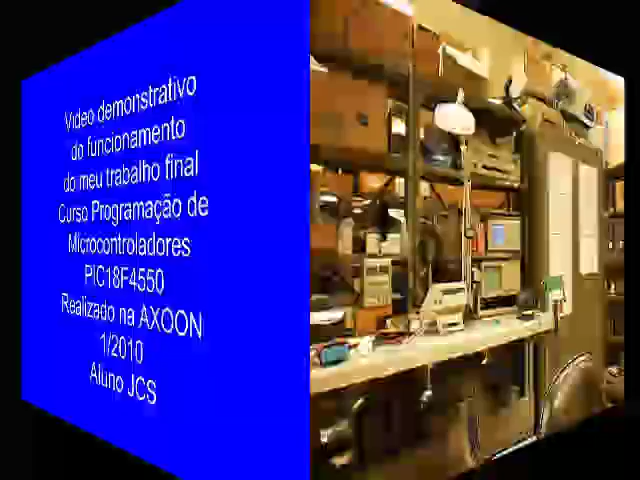 Video demonstrativo
do funcionamento
do meu trabalho final
Curso Programação de
Microcontroladores
PIC18F4550
Realizado na AXOON
1/2010
Aluno JCS